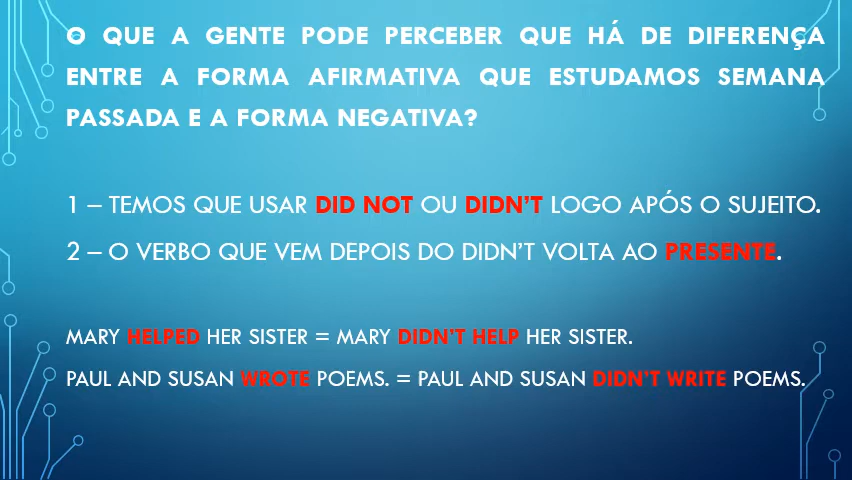 O QUE A GENTE PODE PERCEBER QUE HÁ DE DIFERENÇA
ENTRE A FORMA AFIRMATIVA QUE ESTUDAMOS SEMANA
PASSADA E A FORMA NEGATIVA?
1 – TEMOS QUE USAR DID NOT OU DIDN'T LOGO APÓS O SUJEITO.
2 – O VERBO QUE VEM DEPOIS DO DIDN'T VOLTA AO PRESENTE.
MARY HELPED HER SISTER = MARY DIDN'T HELP HER SISTER.
PAUL AND SUSAN WROTE POEMS. = PAUL AND SUSAN DIDN'T WRITE POEMS.